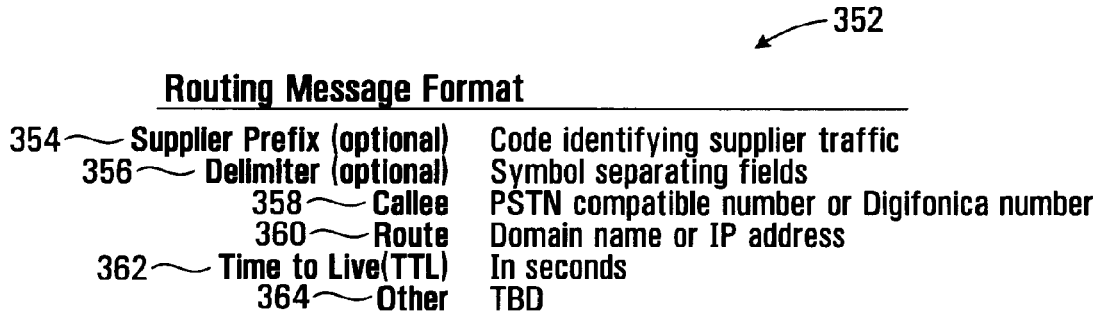 352
Routing Message Format
354 Supplier Prefix (optional) Code identifying supplier traffic
356 Delimiter (optional) Symbol separating fields
358 Callee PSTN compatible number or Digifonica number
360 Route Domain name or IP address
362 Time to Live(TTL) In seconds
364 Other TBD